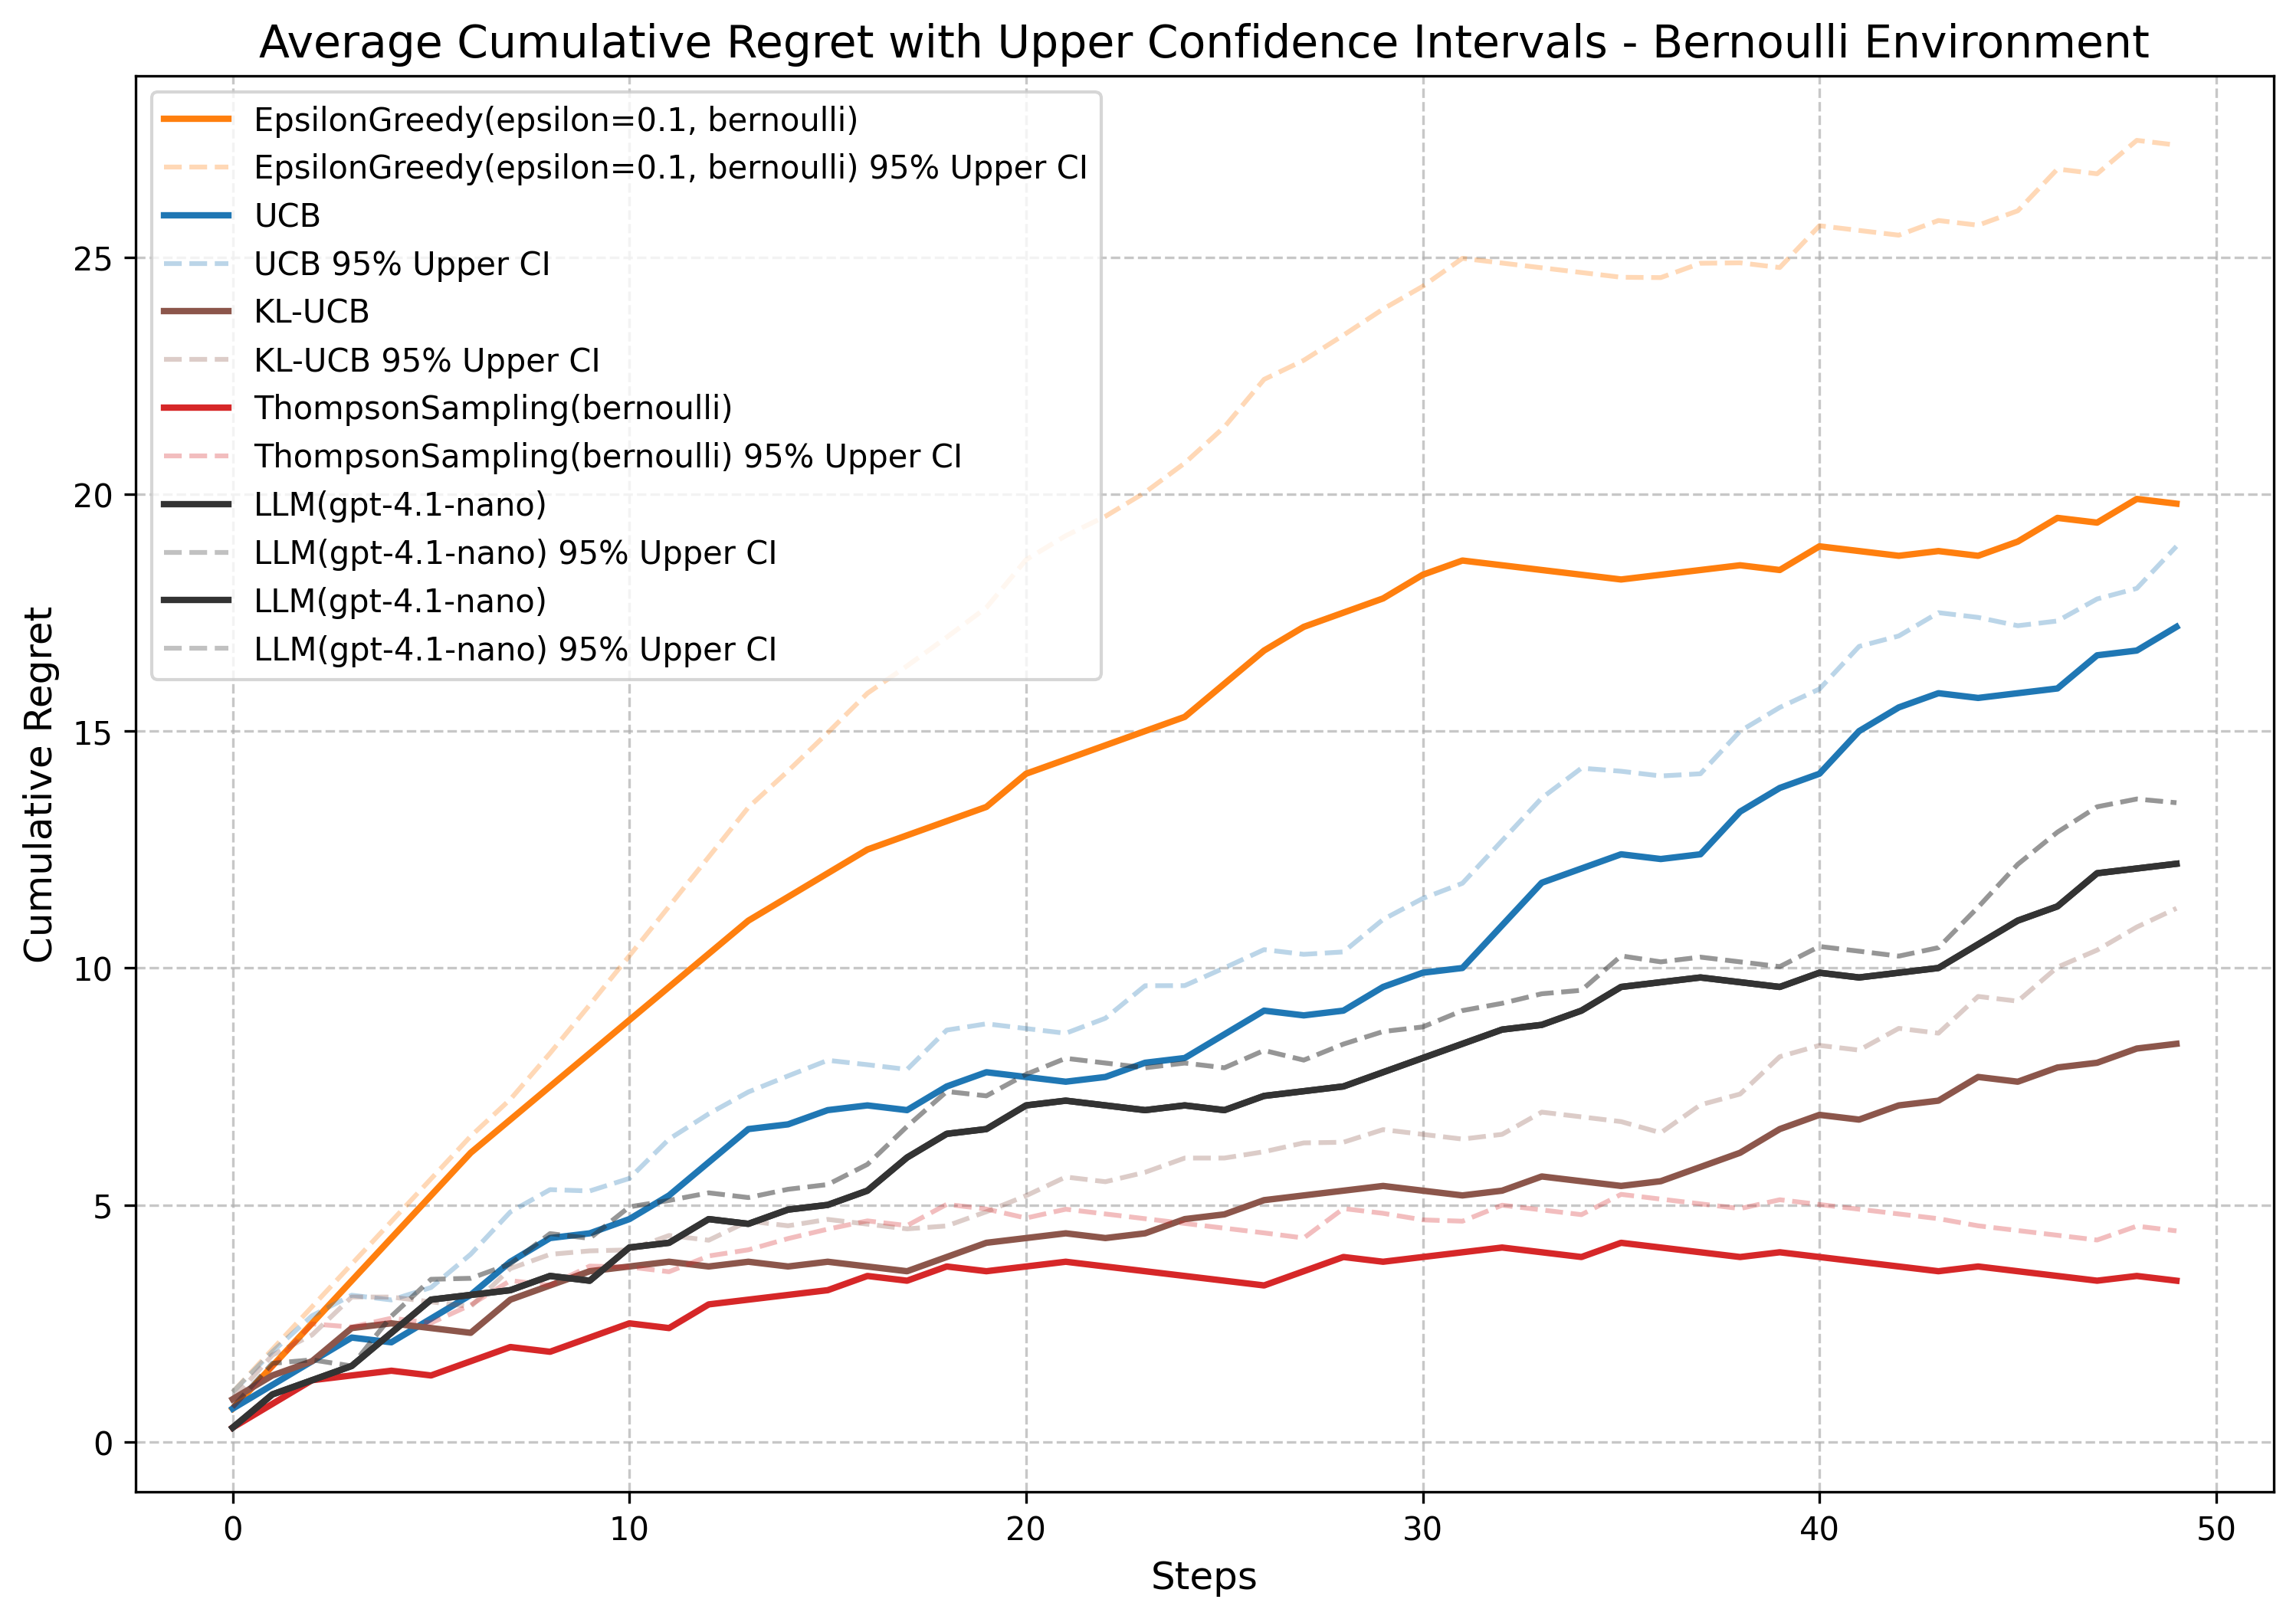 Average Cumulative Regret with Upper Confidence Intervals - Bernoulli Environment
EpsilonGreedy(epsilon=0.1, bernoulli)
EpsilonGreedy(epsilon=0.1, bernoulli) 95% Upper CI
UCB
UCB 95% Upper CI
KL-UCB
KL-UCB 95% Upper CI
ThompsonSampling(bernoulli)
ThompsonSampling(bernoulli) 95% Upper CI
LLM(gpt-4.1-nano)
LLM(gpt-4.1-nano) 95% Upper CI
LLM(gpt-4.1-nano)
LLM(gpt-4.1-nano) 95% Upper CI
Cumulative Regret
25
20
15
10
5
0
0 10 20 30 40 50
Steps